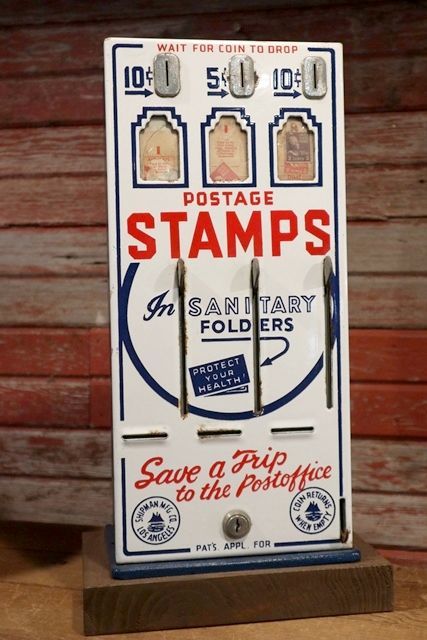 WAIT FOR COIN TO DROP
10¢ 5¢ 10¢
POSTAGE
STAMPS
In SANITARY
FOLDERS
PROTECT
YOUR
HEALTH!
Save a Trip
to the Postoffice
SHIPMAN MFG CO.
LOS ANGELES
COIN RETURNS
WHEN EMPTY
PAT'S. APPL. FOR